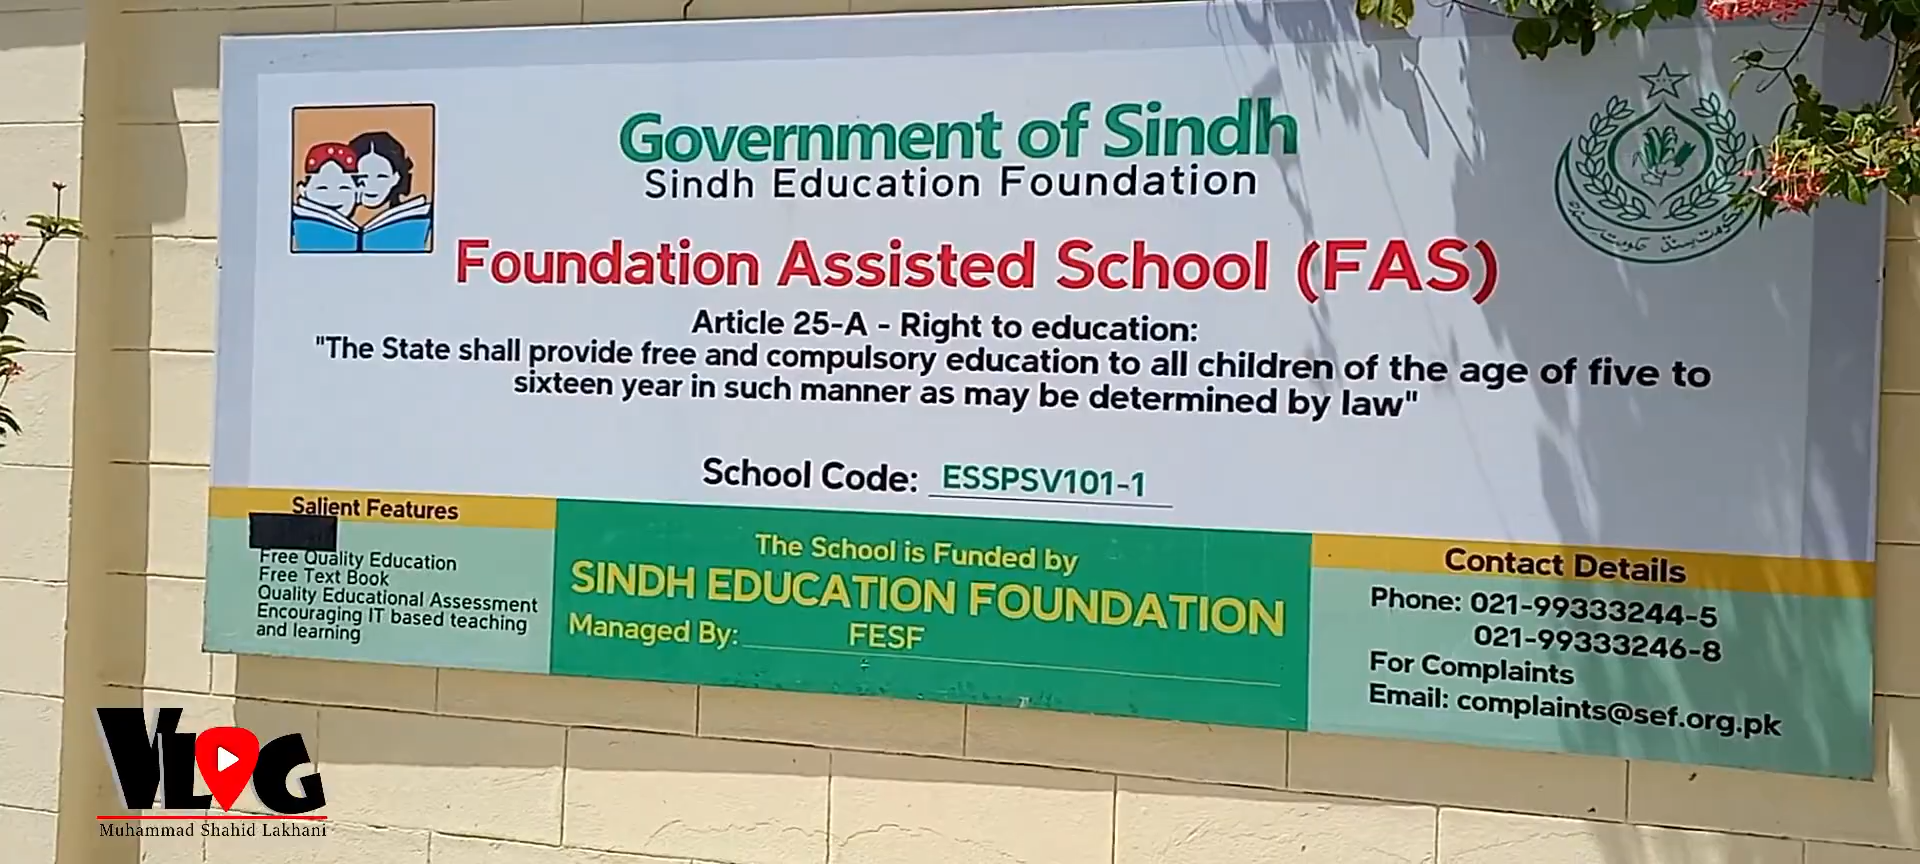 Government of Sindh
Sindh Education Foundation
Foundation Assisted School (FAS)
Article 25-A - Right to education:
"The State shall provide free and compulsory education to all children of the age of five to
sixteen year in such manner as may be determined by law"
School Code: ESSPSV101-1
Salient Features
Free Quality Education
Free Text Book
Quality Educational Assessment
Encouraging IT based teaching
and learning
The School is Funded by
SINDH EDUCATION FOUNDATION
Managed By: FESF
Contact Details
Phone: 021-99333244-5
021-99333246-8
For Complaints
Email: complaints@sef.org.pk
VLOG
Muhammad Shahid Lakhani